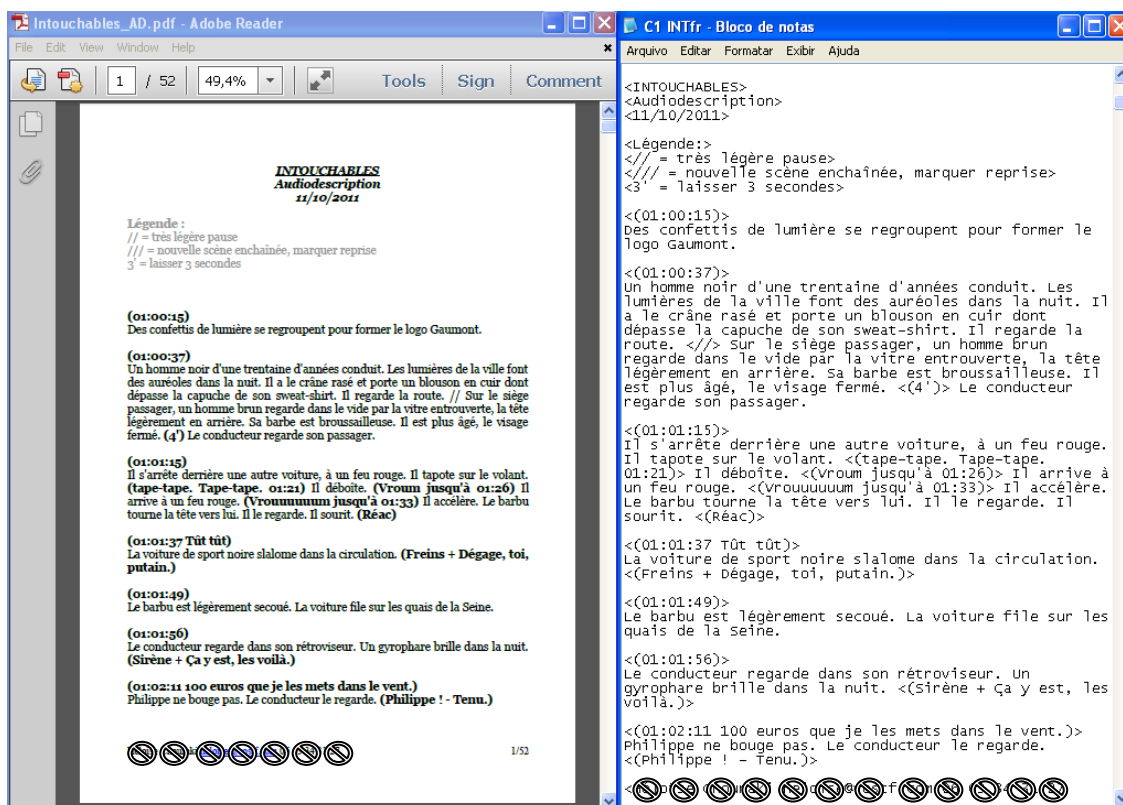 Intouchables_AD.pdf - Adobe Reader
File Edit View Window Help
1 / 52 49,4% Tools Sign Comment
INTOUCHABLES
Audiodescription
11/10/2011
Légende :
// = très légère pause
/// = nouvelle scène enchaînée, marquer reprise
3' = laisser 3 secondes
(01:00:15)
Des confettis de lumière se regroupent pour former le logo Gaumont.
(01:00:37)
Un homme noir d'une trentaine d'années conduit. Les lumières de la ville font
des auréoles dans la nuit. Il a le crâne rasé et porte un blouson en cuir dont
dépasse la capuche de son sweat-shirt. Il regarde la route. // Sur le siège
passager, un homme brun regarde dans le vide par la vitre entrouverte, la tête
légèrement en arrière. Sa barbe est broussailleuse. Il est plus âgé, le visage
fermé. (4') Le conducteur regarde son passager.
(01:01:15)
Il s'arrête derrière une autre voiture, à un feu rouge. Il tapote sur le volant.
(tape-tape. Tape-tape. 01:21) Il déboîte. (Vroum jusqu'à 01:26) Il
arrive à un feu rouge. (Vrouuuuuum jusqu'à 01:33) Il accélère. Le barbu
tourne la tête vers lui. Il le regarde. Il sourit. (Réac)
(01:01:37 Tût tût)
La voiture de sport noire slalome dans la circulation. (Freins + Dégage, toi,
putain.)
(01:01:49)
Le barbu est légèrement secoué. La voiture file sur les quais de la Seine.
(01:01:56)
Le conducteur regarde dans son rétroviseur. Un gyrophare brille dans la nuit.
(Sirène + Ça y est, les voilà.)
(01:02:11 100 euros que je les mets dans le vent.)
Philippe ne bouge pas. Le conducteur le regarde. (Philippe ! - Tenu.)
1/52
C1 INTfr - Bloco de notas
Arquivo Editar Formatar Exibir Ajuda
<INTOUCHABLES>
<Audiodescription>
<11/10/2011>
<Légende:>
<// = très légère pause>
</// = nouvelle scène enchaînée, marquer reprise>
<3' = laisser 3 secondes>
<(01:00:15)>
Des confettis de lumière se regroupent pour former le
logo Gaumont.
<(01:00:37)>
Un homme noir d'une trentaine d'années conduit. Les
lumières de la ville font des auréoles dans la nuit. Il
a le crâne rasé et porte un blouson en cuir dont
dépasse la capuche de son sweat-shirt. Il regarde la
route. <//> Sur le siège passager, un homme brun
regarde dans le vide par la vitre entrouverte, la tête
légèrement en arrière. Sa barbe est broussailleuse. Il
est plus âgé, le visage fermé. <(4')> Le conducteur
regarde son passager.
<(01:01:15)>
Il s'arrête derrière une autre voiture, à un feu rouge.
Il tapote sur le volant. <(tape-tape. Tape-tape.
01:21)> Il déboîte. <(Vroum jusqu'à 01:26)> Il arrive à
un feu rouge. <(Vrouuuuuum jusqu'à 01:33)> Il accélère.
Le barbu tourne la tête vers lui. Il le regarde. Il
sourit. <(Réac)>
<(01:01:37 Tût tût)>
La voiture de sport noire slalome dans la circulation.
<(Freins + Dégage, toi, putain.)>
<(01:01:49)>
Le barbu est légèrement secoué. La voiture file sur les
quais de la Seine.
<(01:01:56)>
Le conducteur regarde dans son rétroviseur. Un
gyrophare brille dans la nuit. <(Sirène + Ça y est, les
voilà.)>
<(01:02:11 100 euros que je les mets dans le vent.)>
Philippe ne bouge pas. Le conducteur le regarde.
<(Philippe ! - Tenu.)>